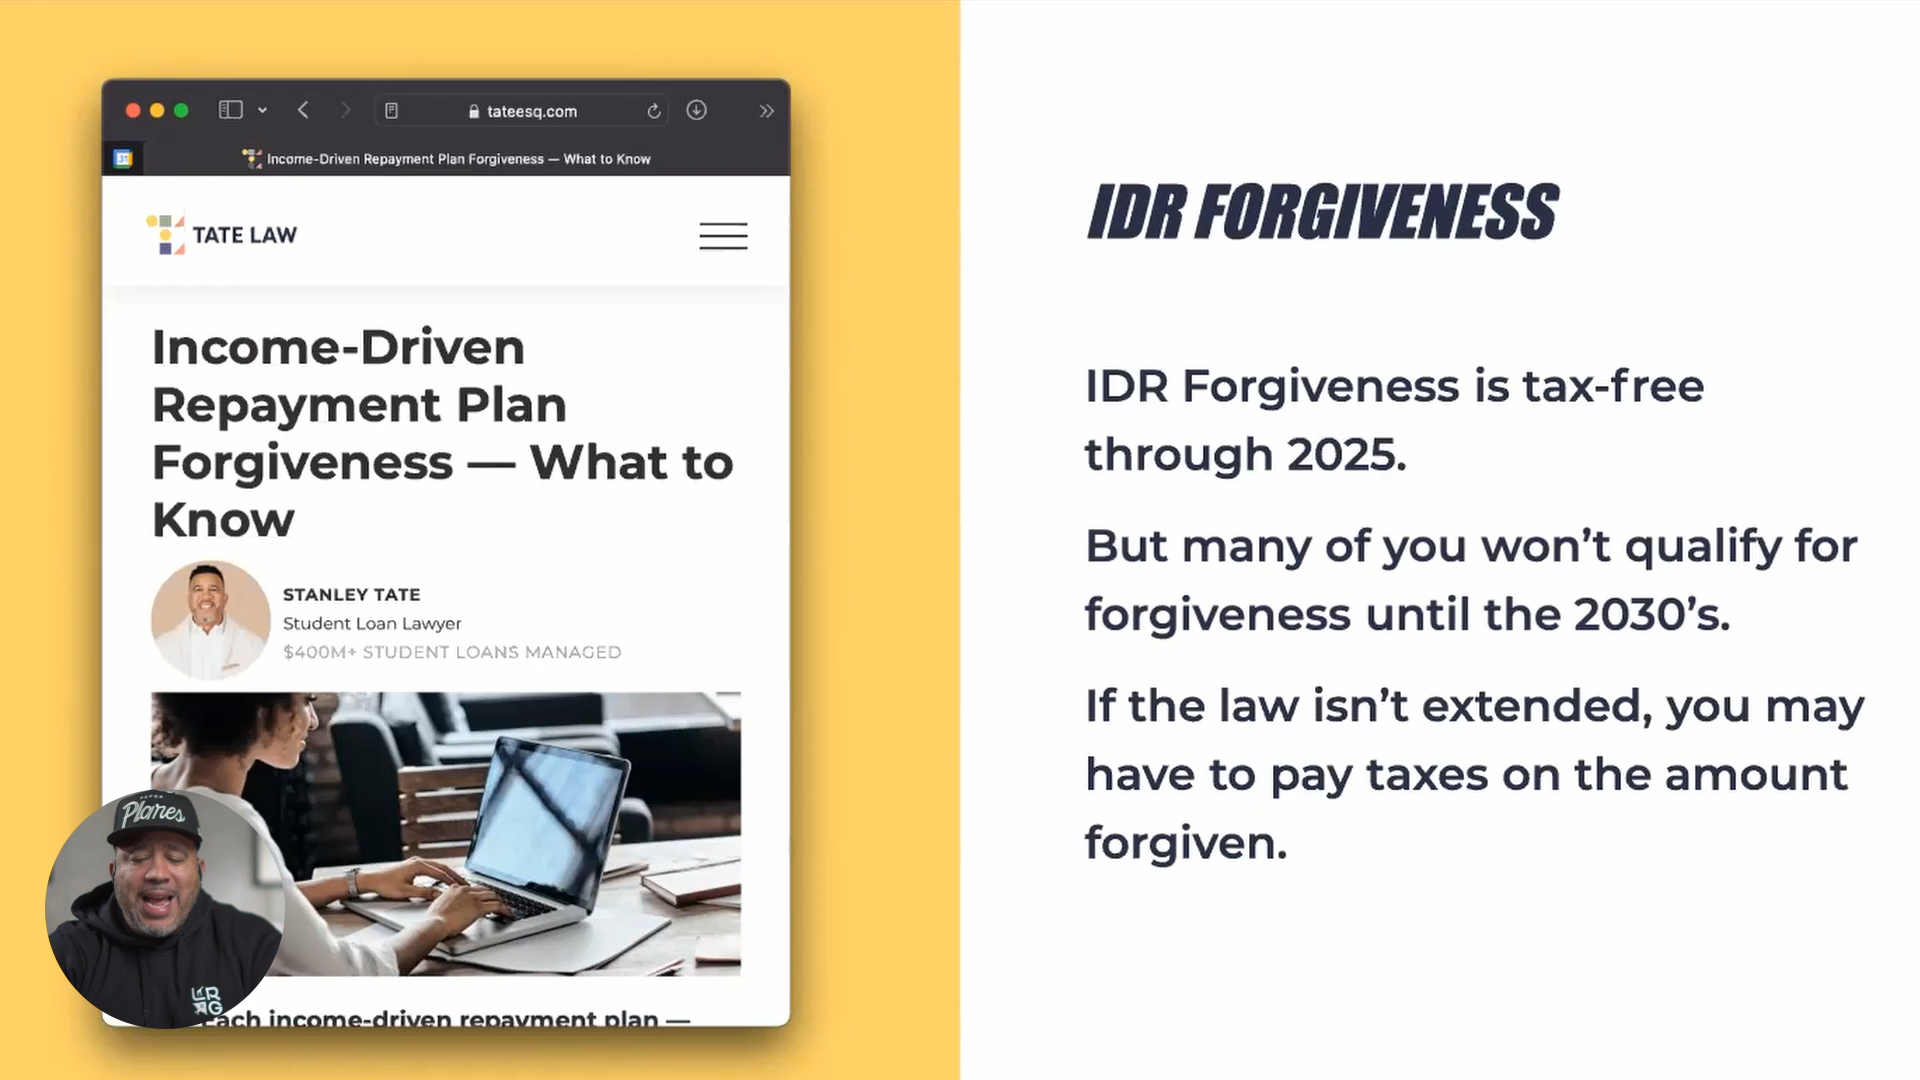 tateesq.com
31
Income-Driven Repayment Plan Forgiveness — What to Know
TATE LAW
Income-Driven
Repayment Plan
Forgiveness — What to
Know
STANLEY TATE
Student Loan Lawyer
$400M+ STUDENT LOANS MANAGED
Planes
Each income-driven repayment plan —
IDR FORGIVENESS
IDR Forgiveness is tax-free
through 2025.
But many of you won’t qualify for
forgiveness until the 2030’s.
If the law isn’t extended, you may
have to pay taxes on the amount
forgiven.